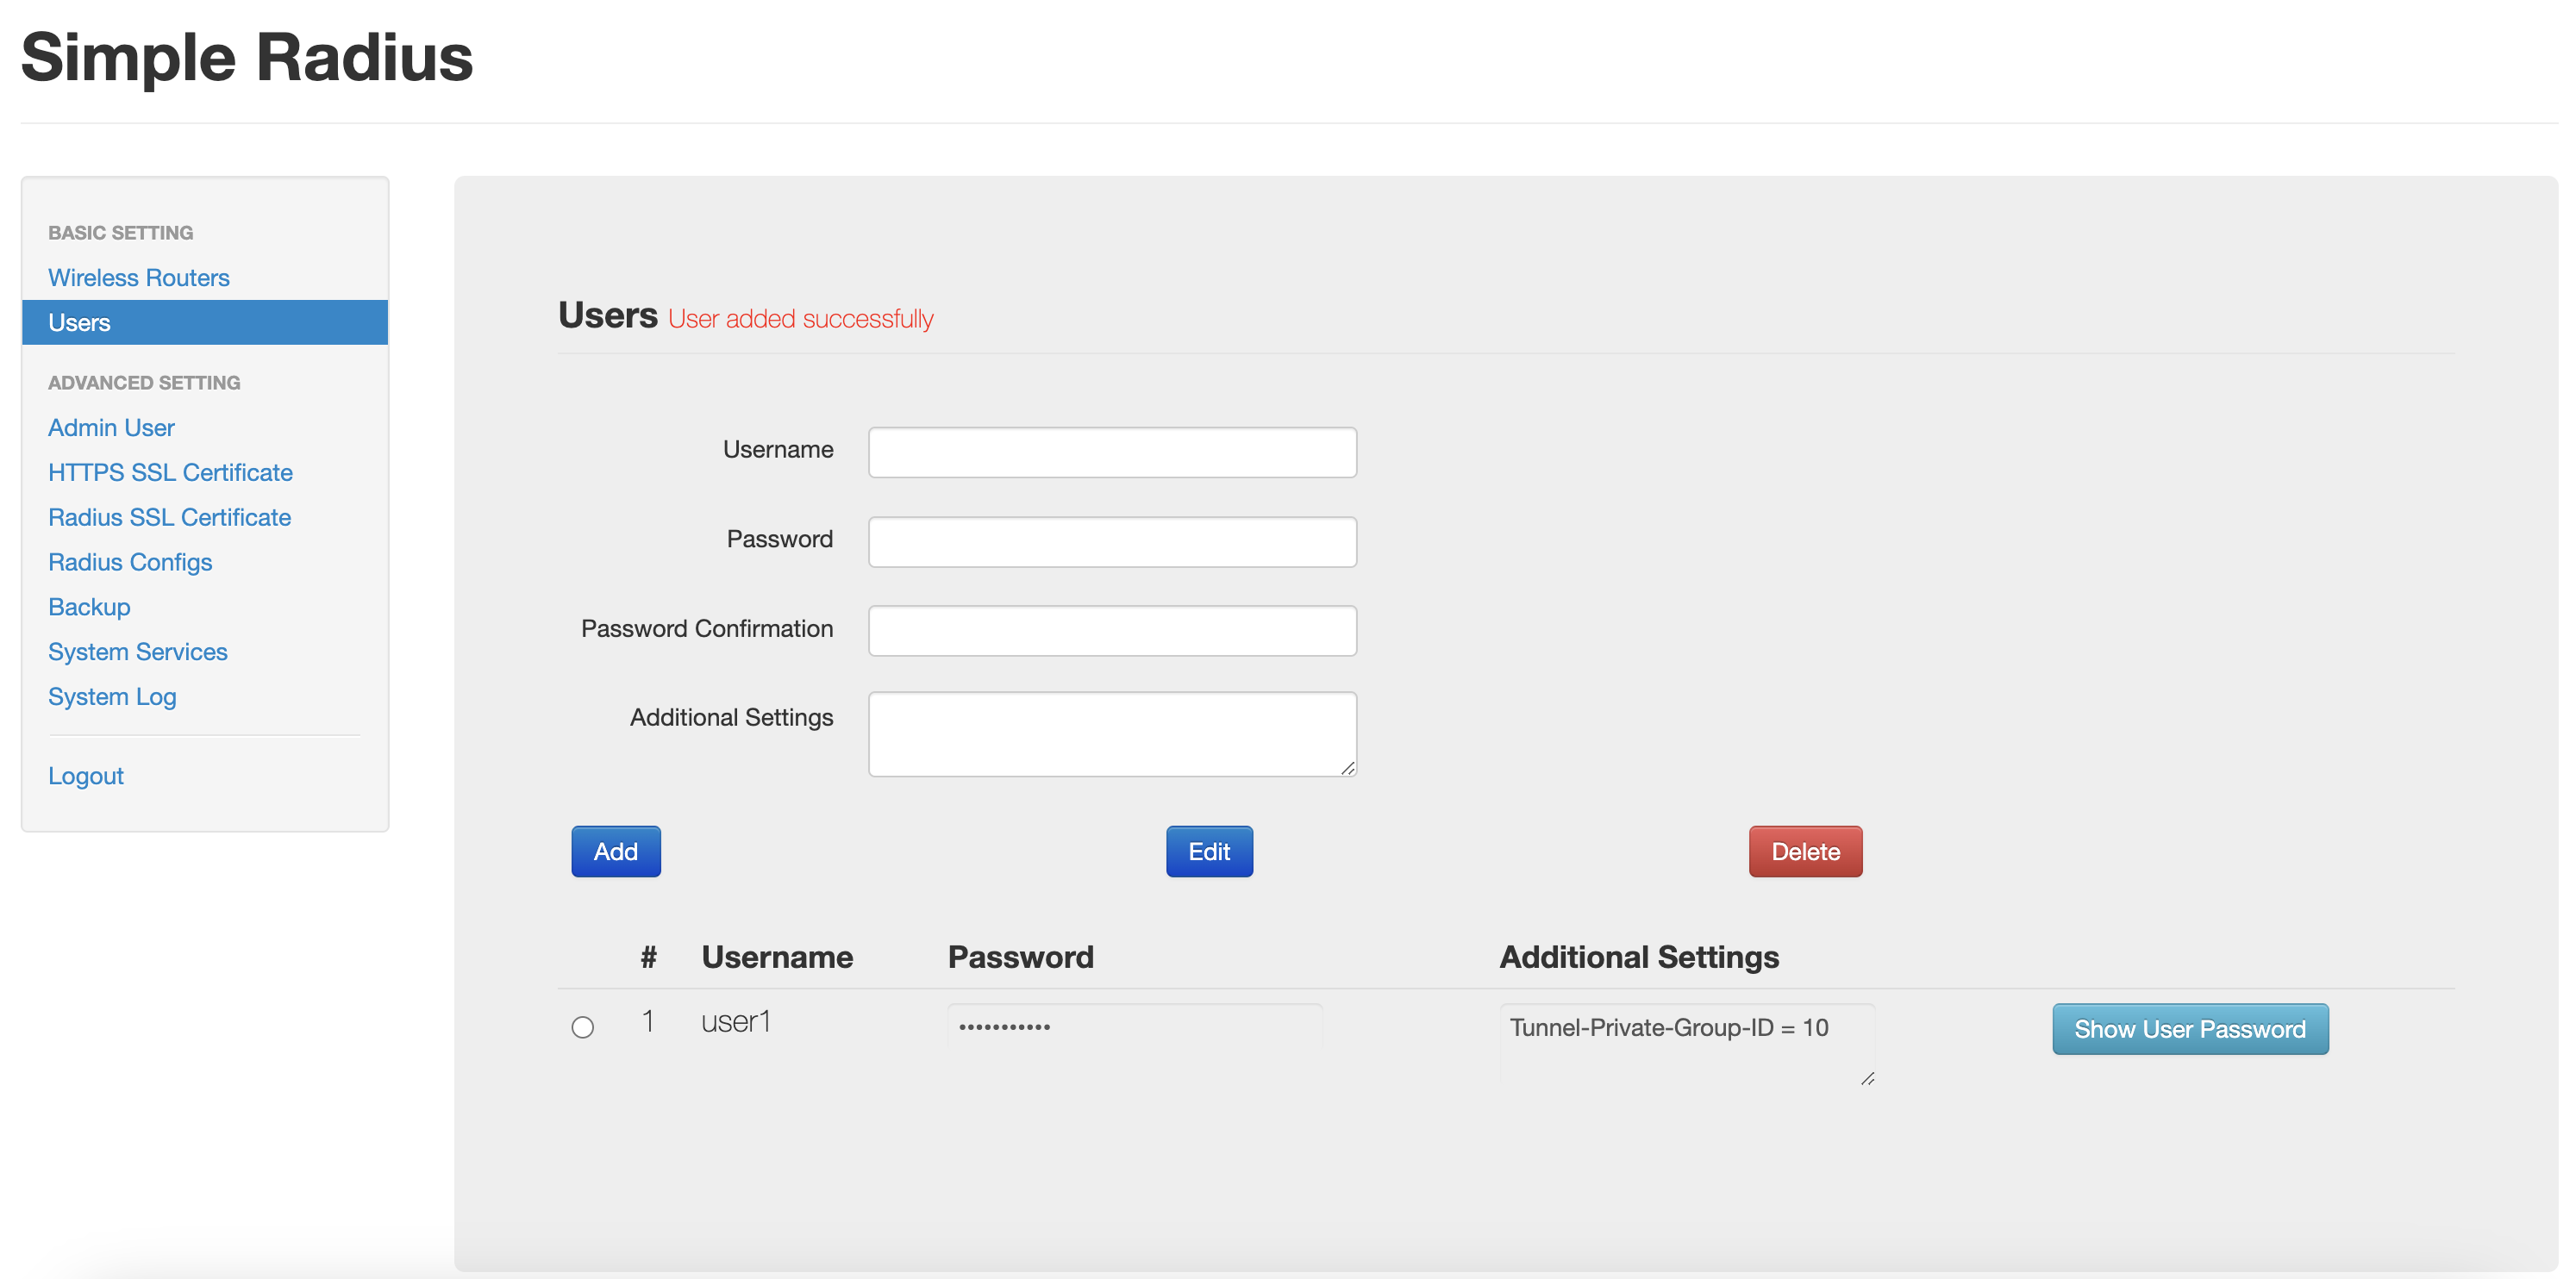 Simple Radius
BASIC SETTING
Wireless Routers
Users
ADVANCED SETTING
Admin User
HTTPS SSL Certificate
Radius SSL Certificate
Radius Configs
Backup
System Services
System Log
Logout
Users User added successfully
Username
Password
Password Confirmation
Additional Settings
Add Edit Delete
# Username Password Additional Settings
1 user1 ••••••••••• Tunnel-Private-Group-ID = 10 Show User Password